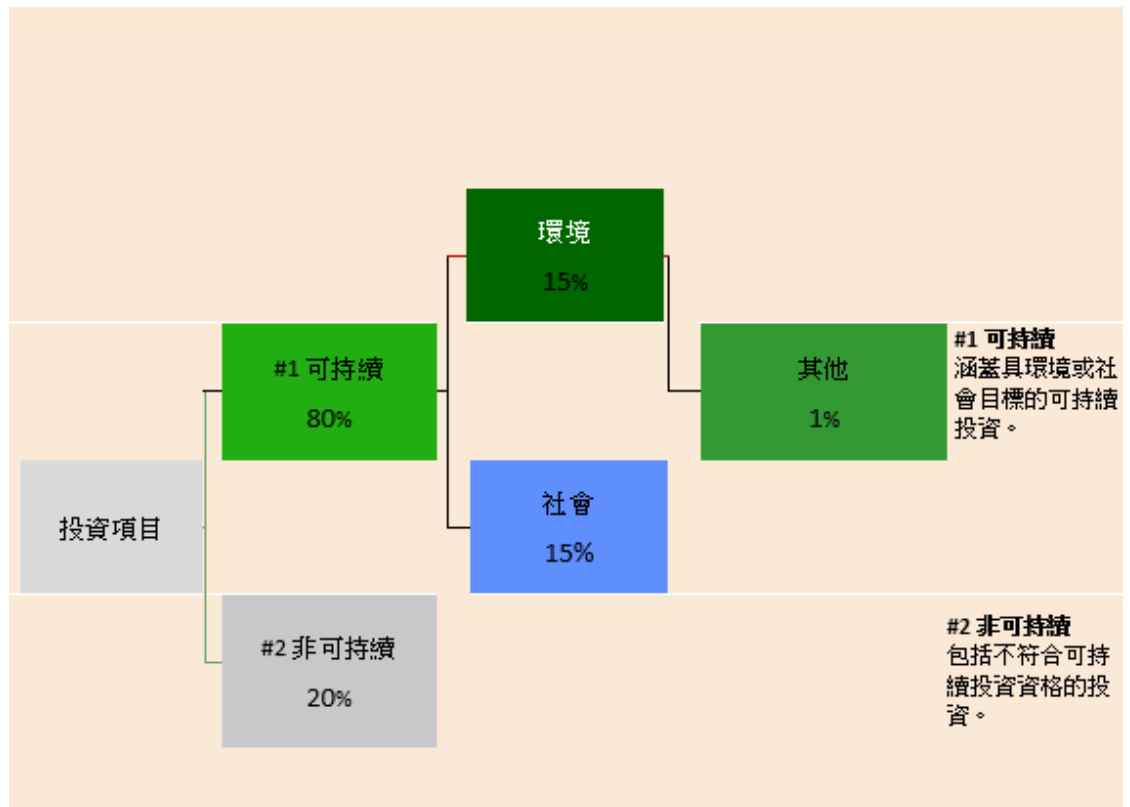 環境
15%
#1 可持續
80%
其他
1%
#1 可持續
涵蓋具環境或社
會目標的可持續
投資。
投資項目
社會
15%
#2 非可持續
20%
#2 非可持續
包括不符合可持
續投資資格的投
資。